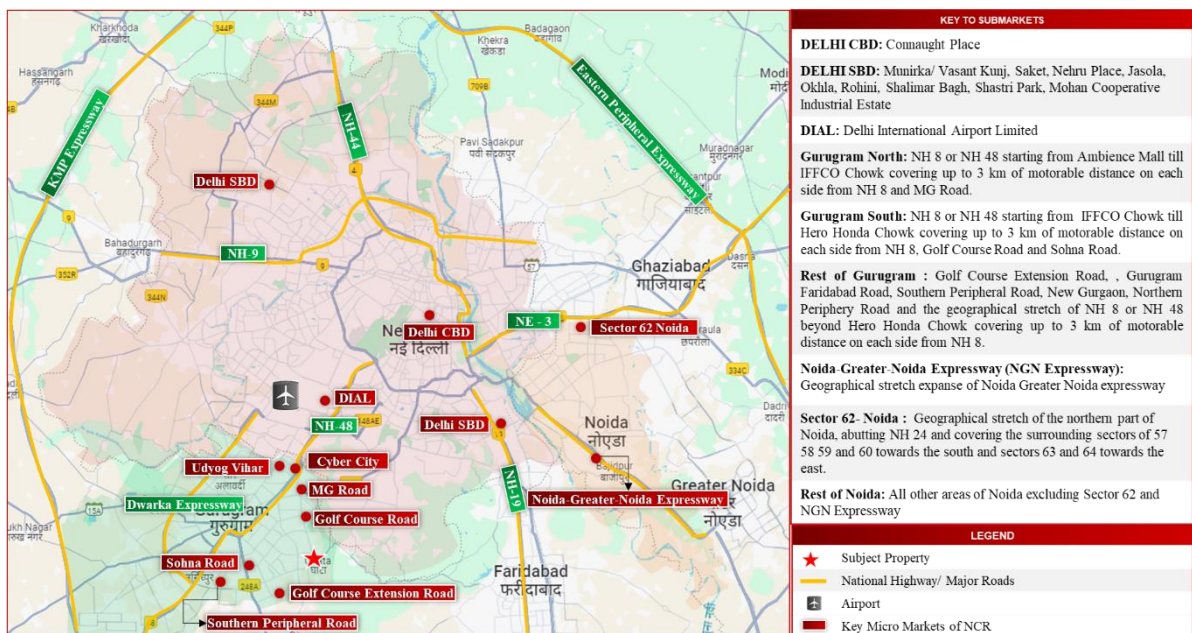 Kharkhoda
खरखोदा
344P
Khekra
खेकड़ा
Badagaon
बड़ागांव
Hassangarh
हसनगढ़
KMP Expressway
344M
NH-44
709B
Eastern Peripheral Expressway
Pavi Sadakpur
पवी सदकपुर
Muradnagar
मुरादनगर
Delhi SBD
4
9
Bahadurgarh
बहादुरगढ़
NH-9
9
57
352R
344N
Ghaziabad
गाजियाबाद
Dasna
Delhi CBD
नई दिल्ली
NE - 3
Sector 62 Noida
छपरौला
334C
DIAL
NH-48
148AE
Delhi SBD
Noida
नोएडा
Dadri
दादरी
Udyog Vihar
Cyber City
MG Road
NH-19
Bajidpur
बाजिदपुर
Greater Noida
नोएडा
Noida-Greater-Noida Expressway
Dwarka Expressway
15A
Gurugram
गुरुग्राम
Golf Course Road
Sohna Road
घाटा
Faridabad
फरीदाबाद
248A
Golf Course Extension Road
Southern Peripheral Road
4
KEY TO SUBMARKETS
DELHI CBD: Connaught Place
DELHI SBD: Munirka/ Vasant Kunj, Saket, Nehru Place, Jasola,
Okhla, Rohini, Shalimar Bagh, Shastri Park, Mohan Cooperative
Industrial Estate
DIAL: Delhi International Airport Limited
Gurugram North: NH 8 or NH 48 starting from Ambience Mall till
IFFCO Chowk covering up to 3 km of motorable distance on each
side from NH 8 and MG Road.
Gurugram South: NH 8 or NH 48 starting from IFFCO Chowk till
Hero Honda Chowk covering up to 3 km of motorable distance on
each side from NH 8, Golf Course Road and Sohna Road.
Rest of Gurugram : Golf Course Extension Road, , Gurugram
Faridabad Road, Southern Peripheral Road, New Gurgaon, Northern
Periphery Road and the geographical stretch of NH 8 or NH 48
beyond Hero Honda Chowk covering up to 3 km of motorable
distance on each side from NH 8.
Noida-Greater-Noida Expressway (NGN Expressway):
Geographical stretch expanse of Noida Greater Noida expressway
Sector 62- Noida : Geographical stretch of the northern part of
Noida, abutting NH 24 and covering the surrounding sectors of 57
58 59 and 60 towards the south and sectors 63 and 64 towards the
east.
Rest of Noida: All other areas of Noida excluding Sector 62 and
NGN Expressway
LEGEND
Subject Property
National Highway/ Major Roads
Airport
Key Micro Markets of NCR